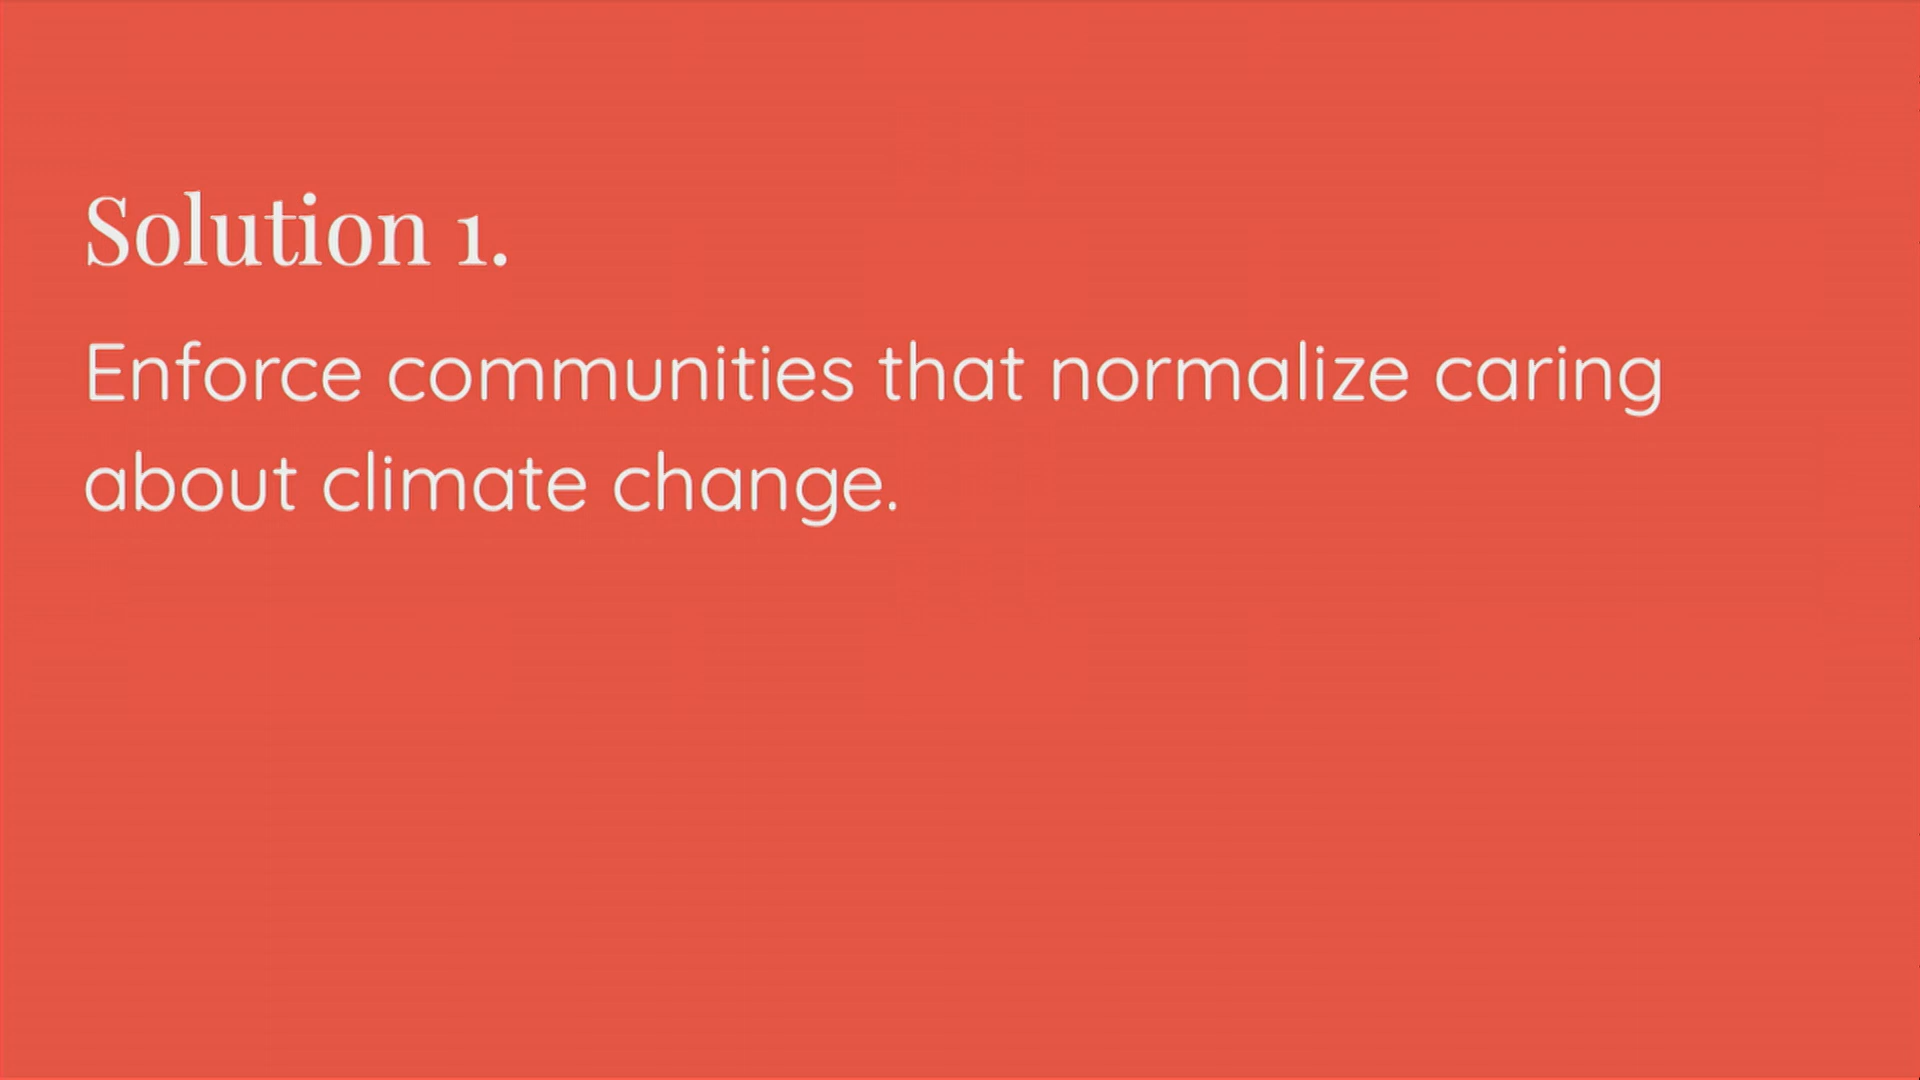 Solution 1.
Enforce communities that normalize caring
about climate change.